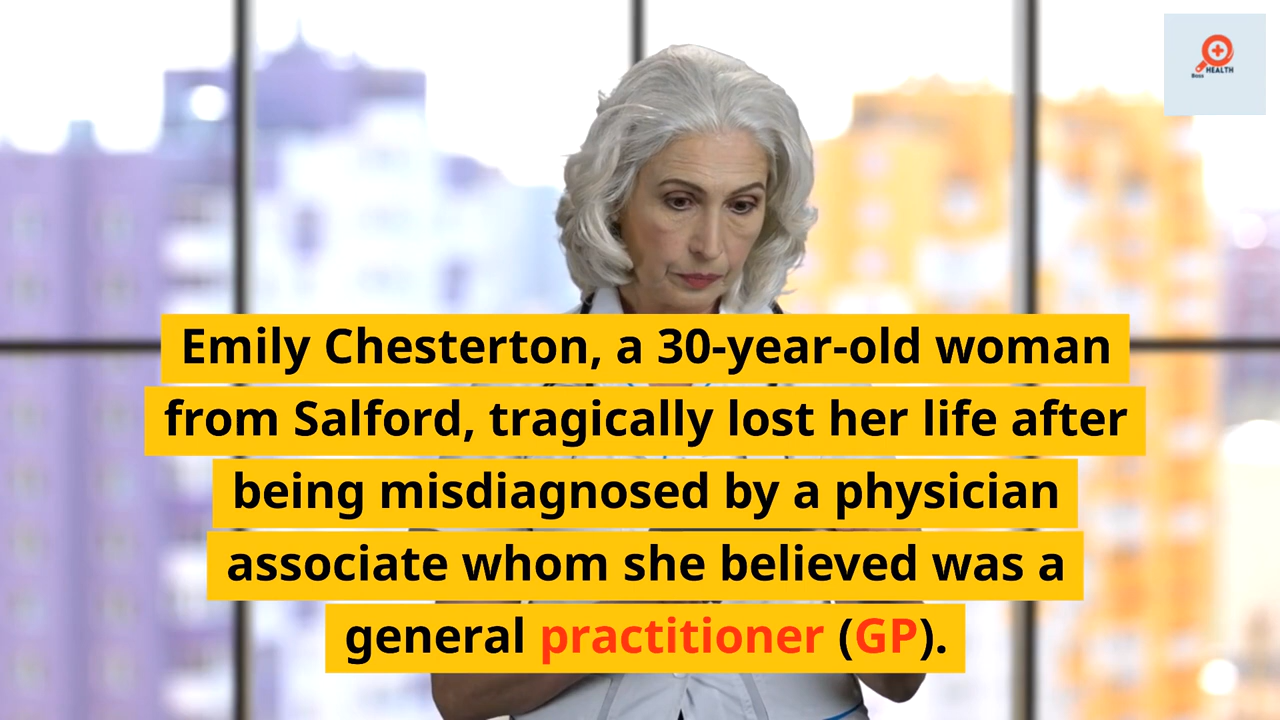 Boss HEALTH
Emily Chesterton, a 30-year-old woman
from Salford, tragically lost her life after
being misdiagnosed by a physician
associate whom she believed was a
general practitioner (GP).